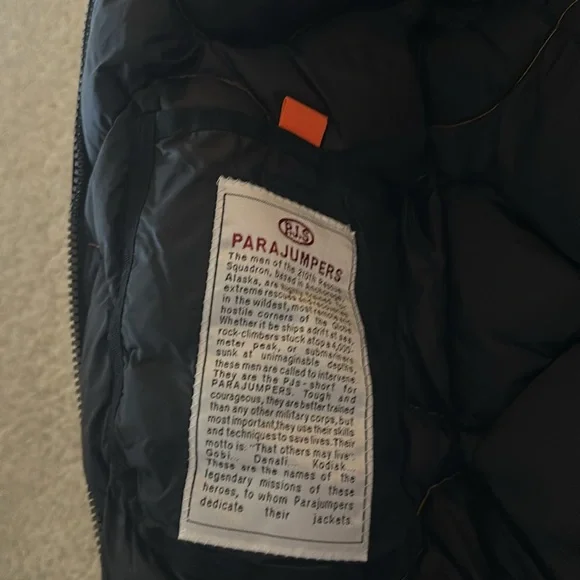 P.J.S
PARAJUMPERS
The men of the 210th Rescue
Squadron, based in Anchorage,
Alaska, are highly trained for
extreme rescues and recoveries
in the wildest, most remote and
hostile corners of the Globe
Whether it be ships adrift at sea,
rock-climbers stuck atop a 4,000-
meter peak, or submariners
sunk at unimaginable depths,
these men are called to intervene.
They are the PJs - short for
PARAJUMPERS. Tough and
courageous, they are better trained
than any other military corps, but
most important, they use their skills
and techniques to save lives. Their
motto is: "That others may live"
Gobi... Denali... Kodiak...
These are the names of the
legendary missions of these
heroes, to whom Parajumpers
dedicate their jackets